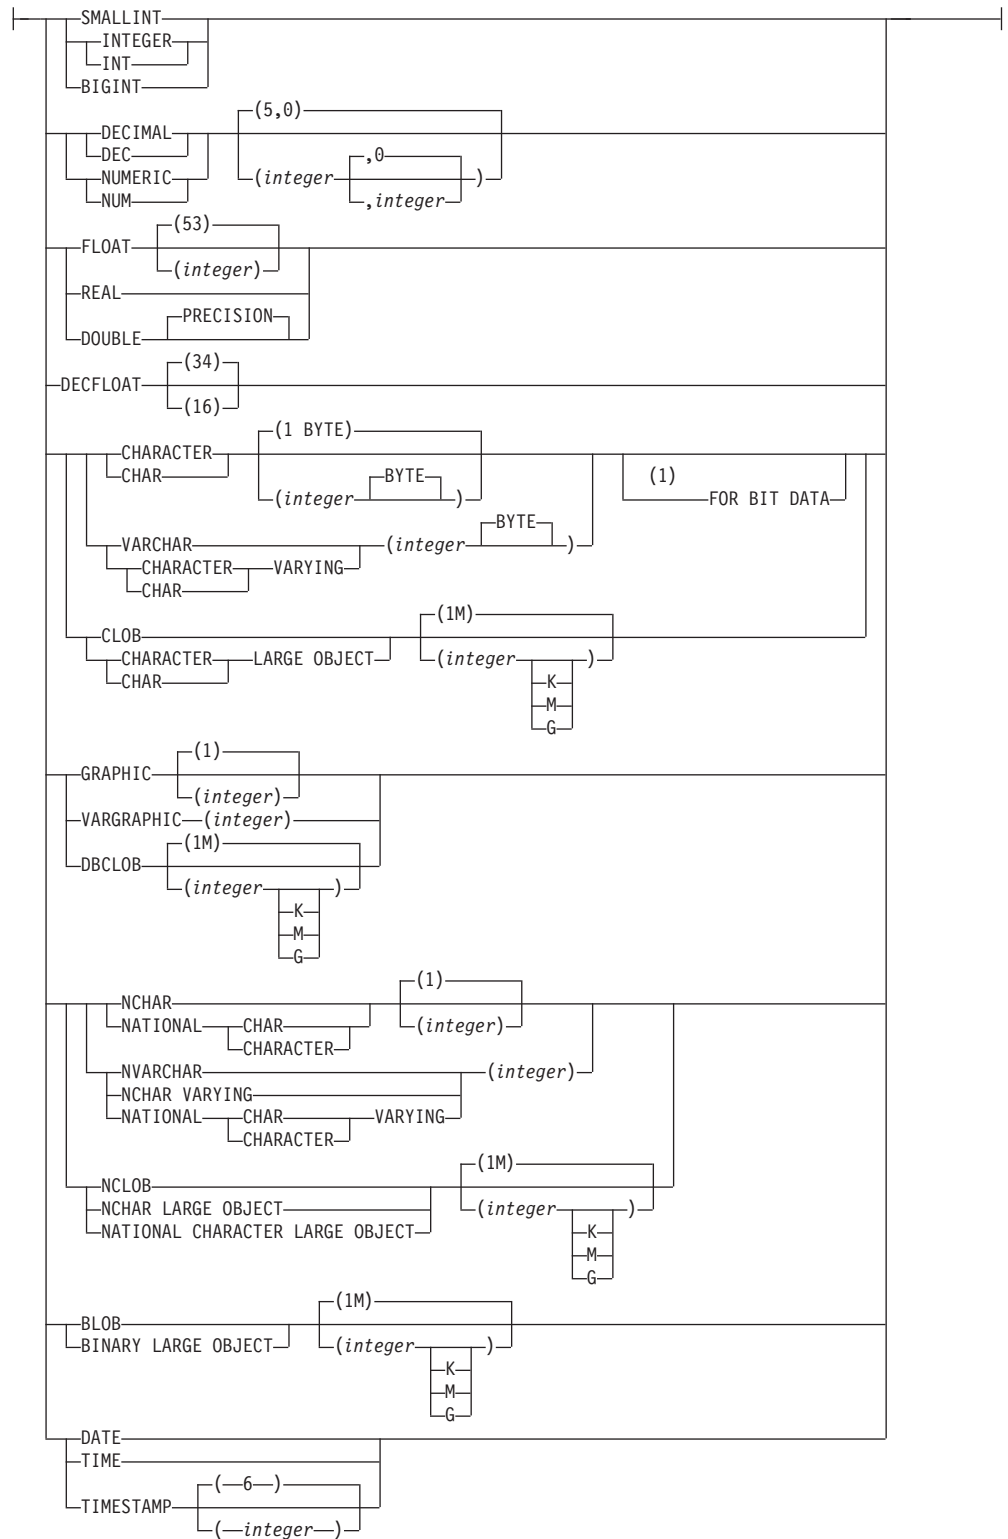 SMALLINT
INTEGER
INT
BIGINT
(5,0)
DECIMAL
DEC
,0
NUMERIC
(integer )
NUM
,integer
(53)
FLOAT
(integer)
REAL
PRECISION
DOUBLE
(34)
DECFLOAT
(16)
(1 BYTE)
CHARACTER
CHAR
BYTE
(1)
(integer )
FOR BIT DATA
BYTE
VARCHAR (integer )
CHARACTER VARYING
CHAR
(1M)
CLOB
CHARACTER LARGE OBJECT (integer )
CHAR
K
M
G
(1)
GRAPHIC
(integer)
VARGRAPHIC (integer)
(1M)
DBCLOB
(integer )
K
M
G
(1)
NCHAR
NATIONAL CHAR (integer)
CHARACTER
NVARCHAR (integer)
NCHAR VARYING
NATIONAL CHAR VARYING
CHARACTER
(1M)
NCLOB
NCHAR LARGE OBJECT (integer )
NATIONAL CHARACTER LARGE OBJECT
K
M
G
(1M)
BLOB
BINARY LARGE OBJECT (integer )
K
M
G
DATE
TIME
( 6 )
TIMESTAMP
( integer )